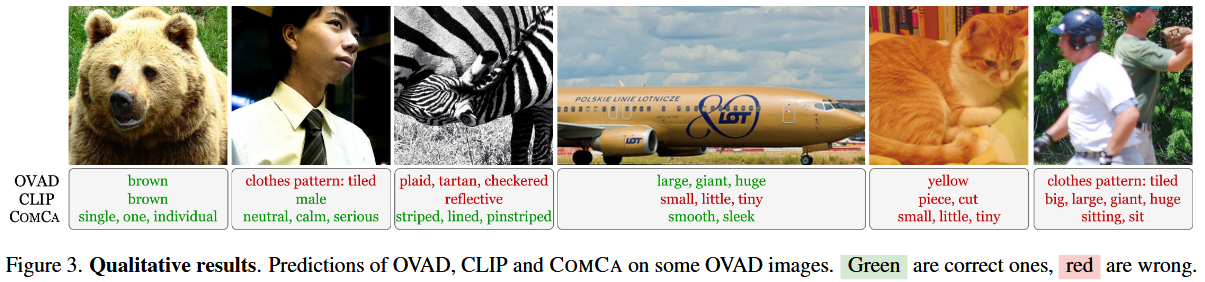 POLSKIE LINIE LOTNICZE
80 LOT
LOT
OVAD brown clothes pattern: tiled plaid, tartan, checkered large, giant, huge yellow clothes pattern: tiled
CLIP brown male reflective small, little, tiny piece, cut big, large, giant, huge
COMCA single, one, individual neutral, calm, serious striped, lined, pinstriped smooth, sleek small, little, tiny sitting, sit
Figure 3. Qualitative results. Predictions of OVAD, CLIP and COMCA on some OVAD images. Green are correct ones, red are wrong.